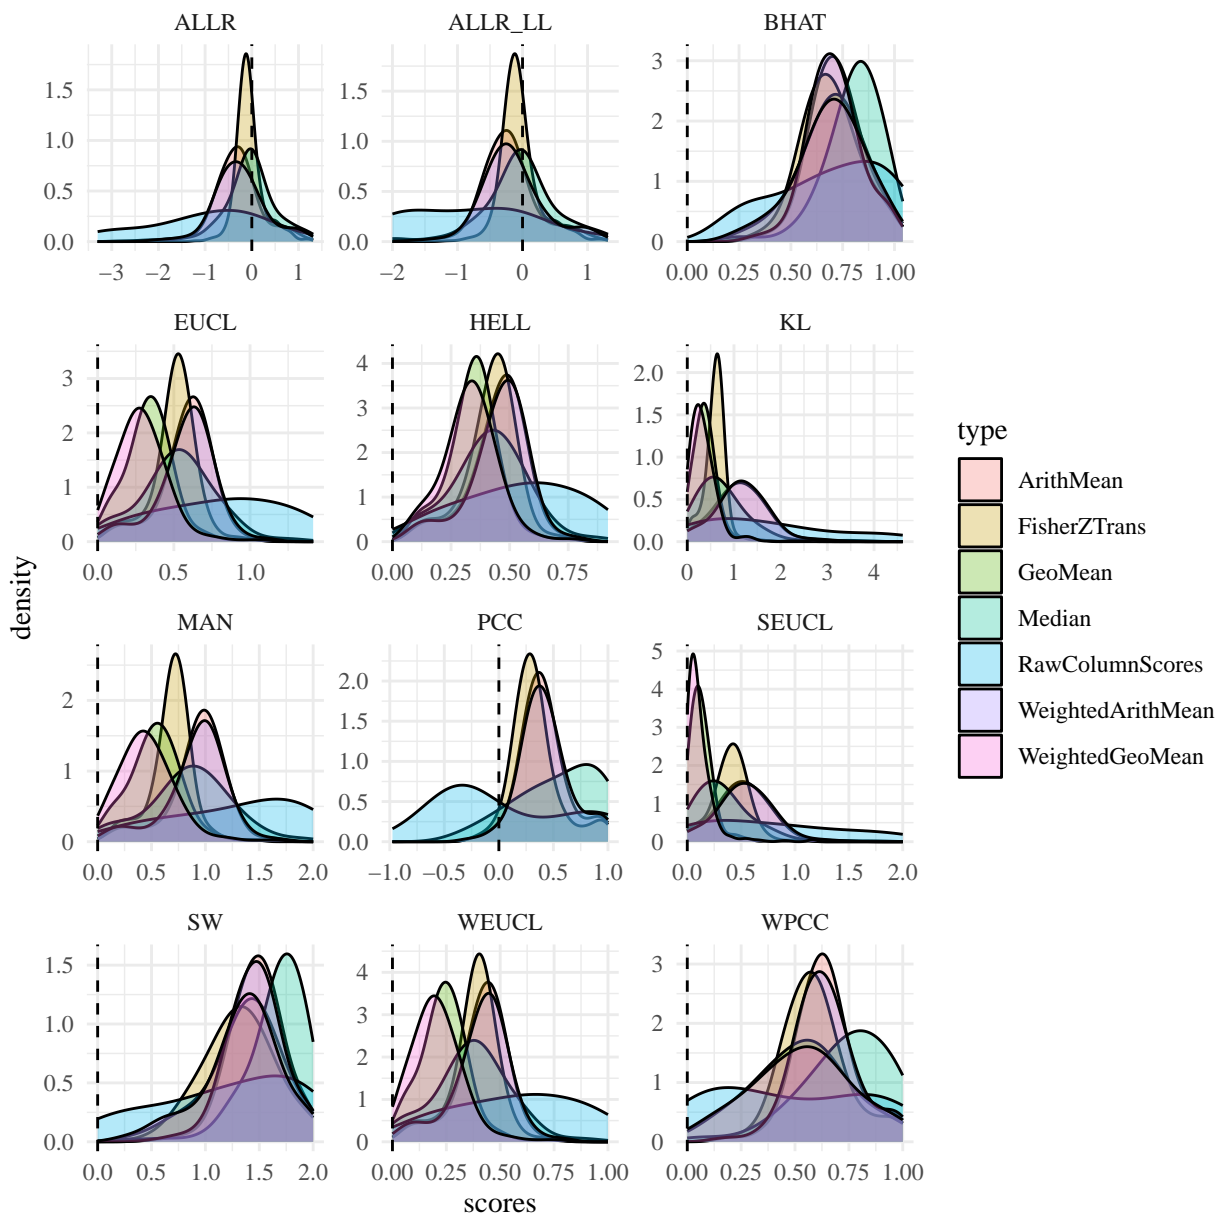 ALLR ALLR_LL BHAT
1.5 1.0 0.5 0.0
−3 −2 −1 0 1
1.5 1.0 0.5 0.0
−2 −1 0 1
3 2 1 0
0.00 0.25 0.50 0.75 1.00
EUCL HELL KL
3 2 1 0
0.0 0.5 1.0
4 3 2 1 0
0.00 0.25 0.50 0.75
2.0 1.5 1.0 0.5 0.0
0 1 2 3 4
MAN PCC SEUCL
2 1 0
0.0 0.5 1.0 1.5 2.0
2.0 1.5 1.0 0.5 0.0
−1.0 −0.5 0.0 0.5 1.0
5 4 3 2 1 0
0.0 0.5 1.0 1.5 2.0
SW WEUCL WPCC
1.5 1.0 0.5 0.0
0.0 0.5 1.0 1.5 2.0
4 3 2 1 0
0.00 0.25 0.50 0.75 1.00
3 2 1 0
0.00 0.25 0.50 0.75 1.00
density
scores
type
ArithMean
FisherZTrans
GeoMean
Median
RawColumnScores
WeightedArithMean
WeightedGeoMean